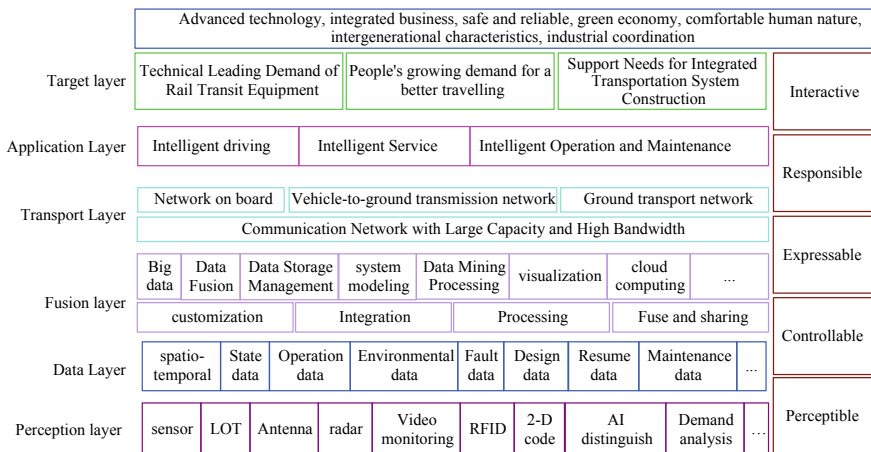 Advanced technology, integrated business, safe and reliable, green economy, comfortable human nature,
intergenerational characteristics, industrial coordination
Target layer
Technical Leading Demand of
Rail Transit Equipment
People's growing demand for a
better travelling
Support Needs for Integrated
Transportation System
Construction
Interactive
Application Layer
Intelligent driving
Intelligent Service
Intelligent Operation and Maintenance
Responsible
Transport Layer
Network on board
Vehicle-to-ground transmission network
Ground transport network
Communication Network with Large Capacity and High Bandwidth
Expressable
Fusion layer
Big
data
Data
Fusion
Data Storage
Management
system
modeling
Data Mining
Processing
visualization
cloud
computing
...
customization
Integration
Processing
Fuse and sharing
Controllable
Data Layer
spatio-
temporal
State
data
Operation
data
Environmental
data
Fault
data
Design
data
Resume
data
Maintenance
data
...
Perception layer
sensor
LOT
Antenna
radar
Video
monitoring
RFID
2-D
code
AI
distinguish
Demand
analysis
...
Perceptible